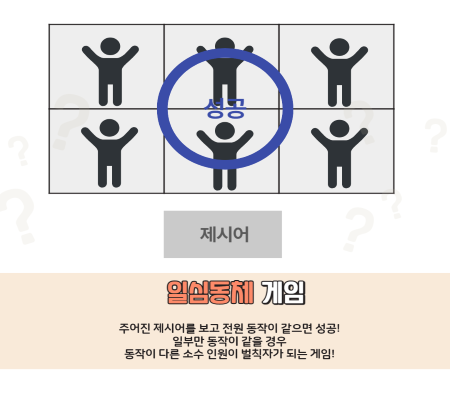 성공
제시어
일심동체 게임
주어진 제시어를 보고 전원 동작이 같으면 성공!
일부만 동작이 같을 경우
동작이 다른 소수 인원이 벌칙자가 되는 게임!